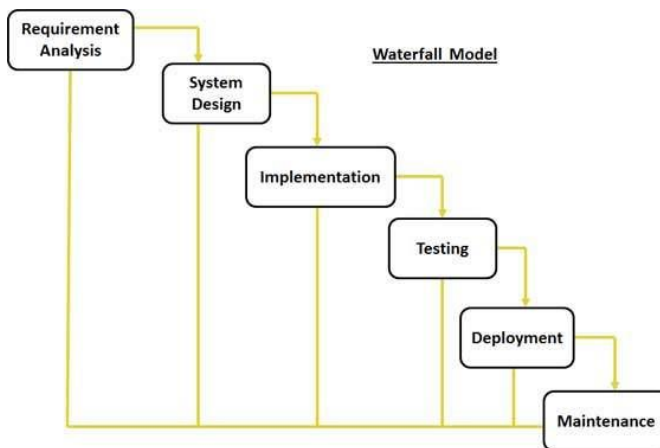 Requirement
Analysis
Waterfall Model
System
Design
Implementation
Testing
Deployment
Maintenance